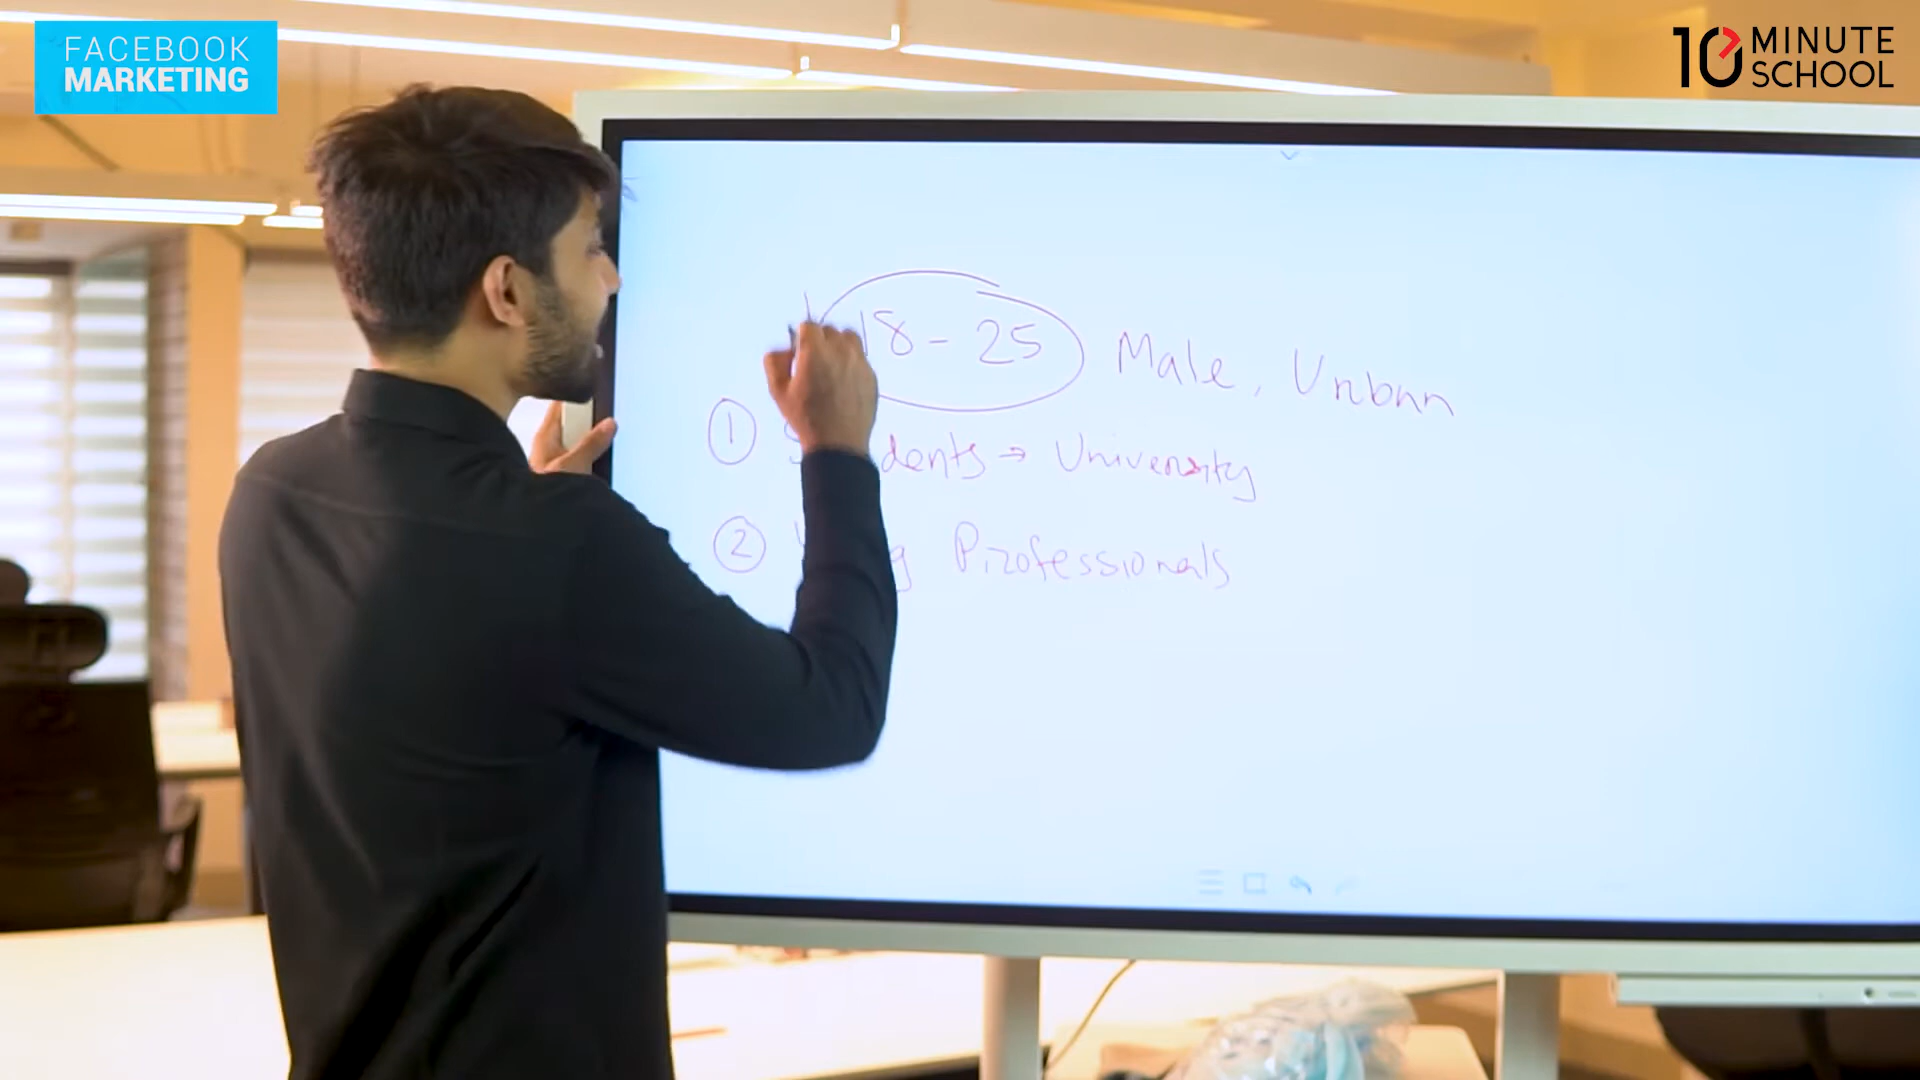 FACEBOOK
MARKETING
10 MINUTE
SCHOOL
18 - 25 Male, Urban
1 dents → University
2 Professionals